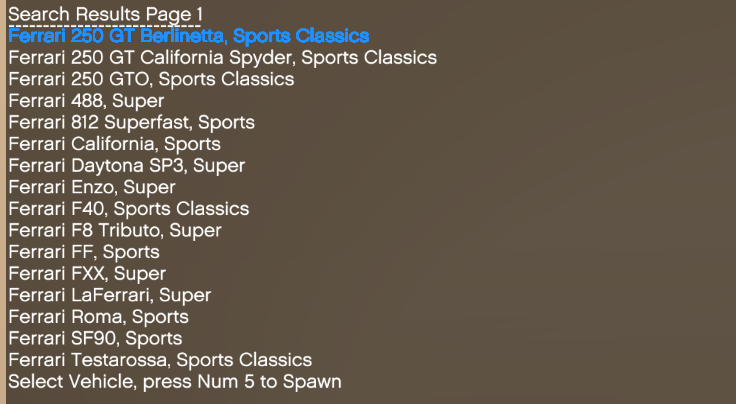 Search Results Page 1
--------------------------
Ferrari 250 GT Berlinetta, Sports Classics
Ferrari 250 GT California Spyder, Sports Classics
Ferrari 250 GTO, Sports Classics
Ferrari 488, Super
Ferrari 812 Superfast, Sports
Ferrari California, Sports
Ferrari Daytona SP3, Super
Ferrari Enzo, Super
Ferrari F40, Sports Classics
Ferrari F8 Tributo, Super
Ferrari FF, Sports
Ferrari FXX, Super
Ferrari LaFerrari, Super
Ferrari Roma, Sports
Ferrari SF90, Sports
Ferrari Testarossa, Sports Classics
Select Vehicle, press Num 5 to Spawn